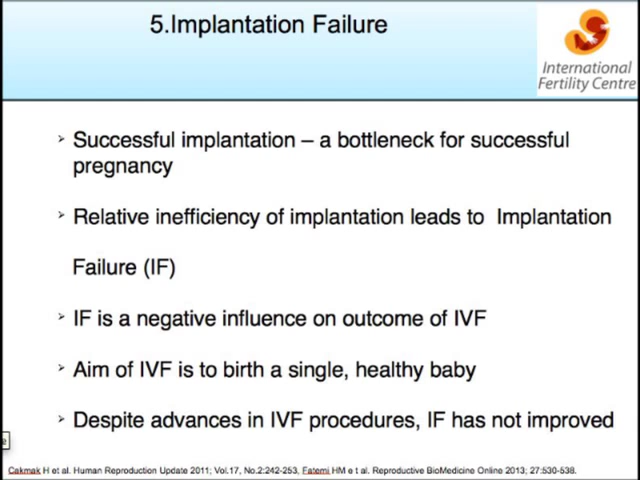 5.Implantation Failure
International
Fertility Centre
➢ Successful implantation – a bottleneck for successful
pregnancy
➢ Relative inefficiency of implantation leads to Implantation
Failure (IF)
➢ IF is a negative influence on outcome of IVF
➢ Aim of IVF is to birth a single, healthy baby
➢ Despite advances in IVF procedures, IF has not improved
Cakmak H et al. Human Reproduction Update 2011; Vol.17, No.2:242-253, Fatemi HM e t al. Reproductive BioMedicine Online 2013; 27:530-538.